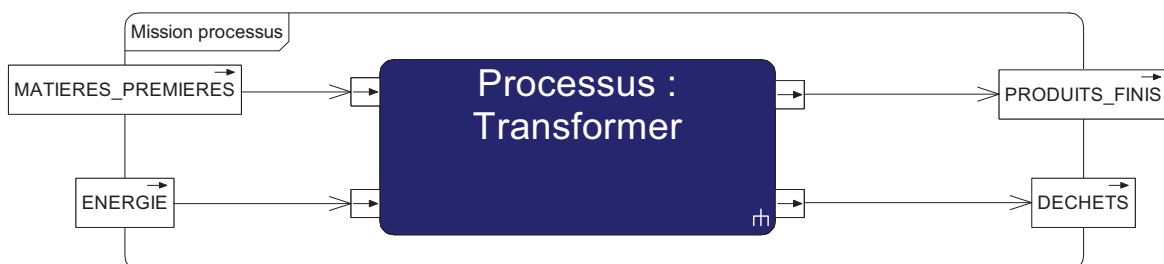 Mission processus
MATIERES_PREMIERES
Processus :
Transformer
PRODUITS_FINIS
ENERGIE
DECHETS